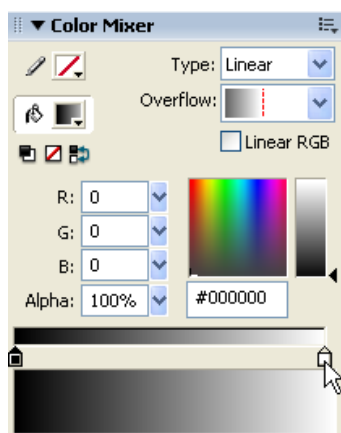 Color Mixer
Type: Linear
Overflow:
Linear RGB
R: 0
G: 0
B: 0
Alpha: 100% #000000